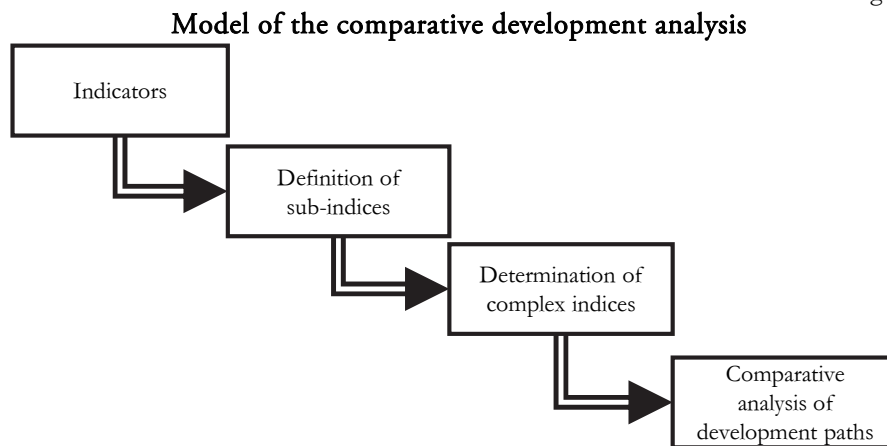 Model of the comparative development analysis
Indicators
Definition of
sub-indices
Determination of
complex indices
Comparative
analysis of
development paths